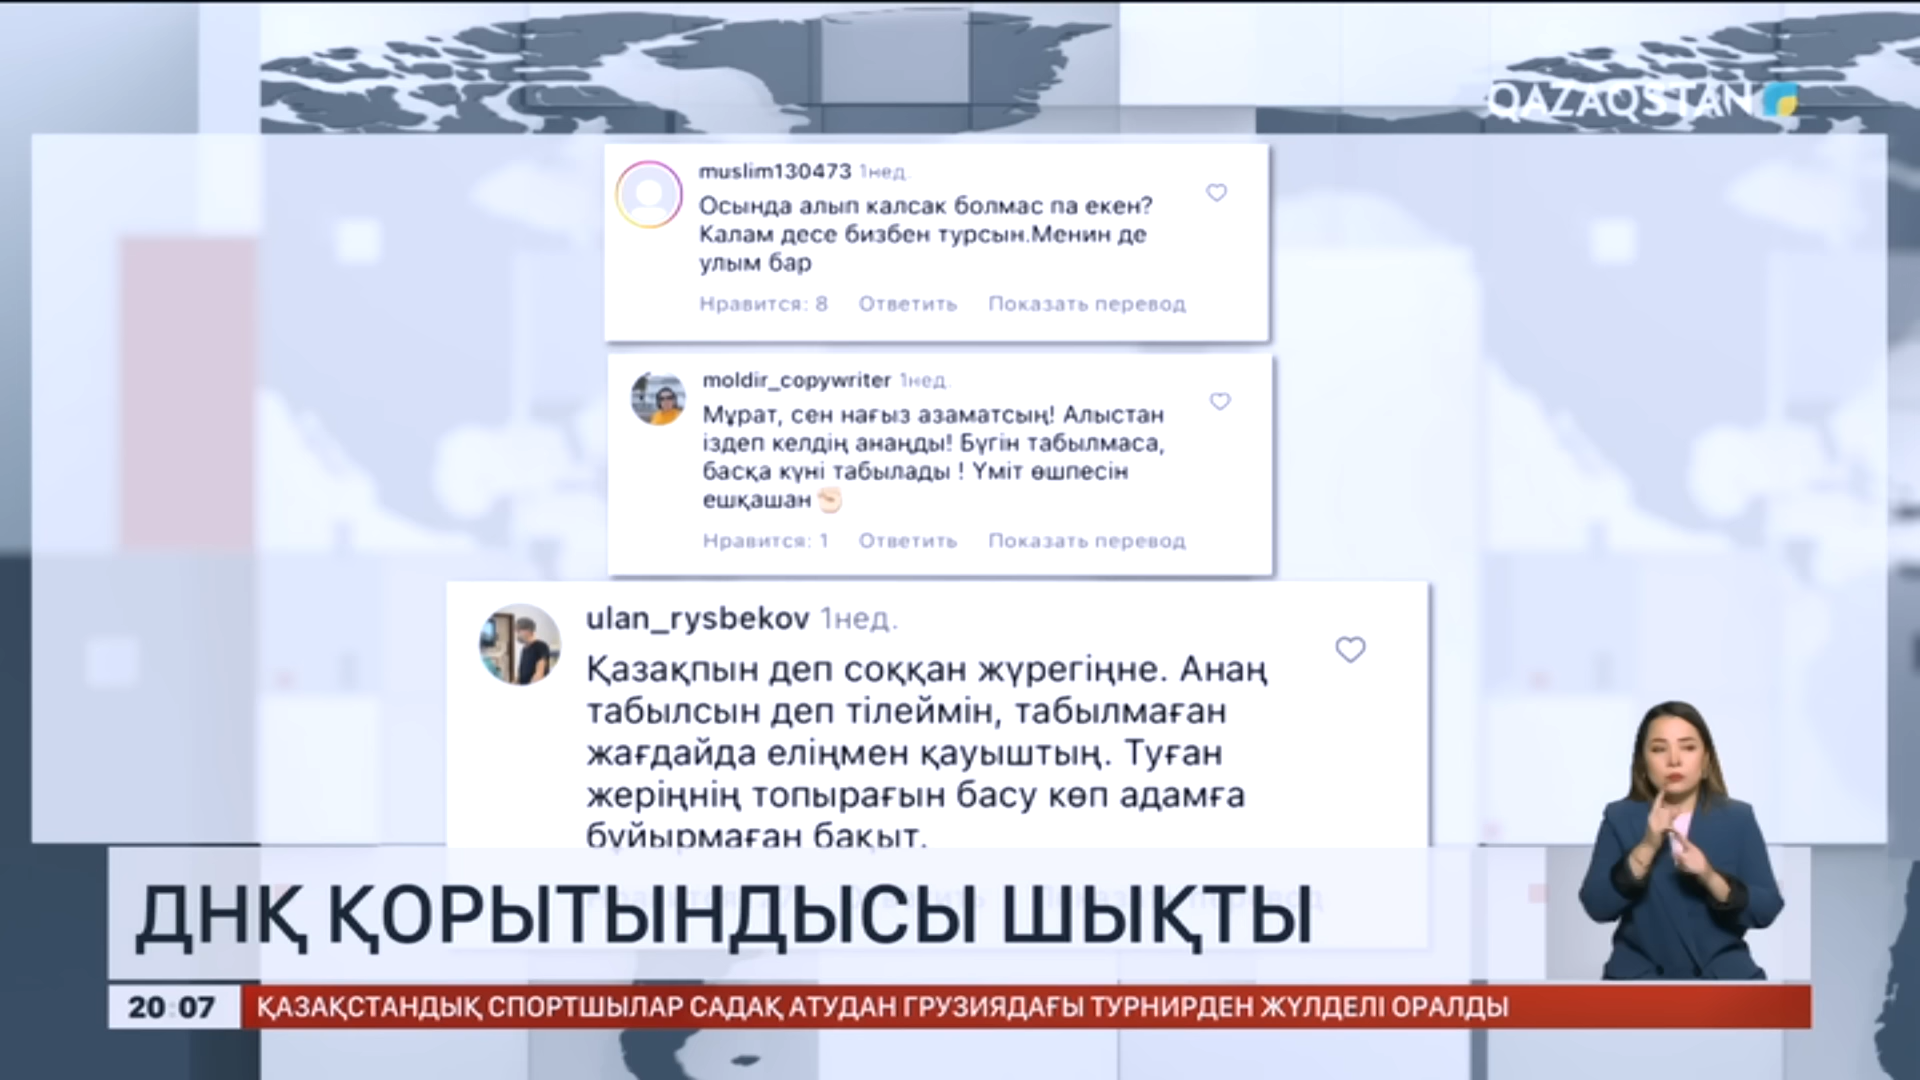 QAZAQSTAN
muslim130473 1нед.
Осында алып калсак болмас па екен?
Калам десе бизбен турсын.Менин де
улым бар
Нравится: 8 Ответить Показать перевод
moldir_copywriter 1нед.
Мұрат, сен нағыз азаматсың! Алыстан
іздеп келдің анаңды! Бүгін табылмаса,
басқа күні табылады ! Үміт өшпесін
ешқашан
Нравится: 1 Ответить Показать перевод
ulan_rysbekov 1нед.
Қазақпын деп соққан жүрегіңне. Анаң
табылсын деп тілеймін, табылмаған
жағдайда еліңмен қауыштың. Туған
жеріңнің топырағын басу көп адамға
бұйырмаған бақыт.
ДНҚ ҚОРЫТЫНДЫСЫ ШЫҚТЫ
20:07 ҚАЗАҚСТАНДЫҚ СПОРТШЫЛАР САДАҚ АТУДАН ГРУЗИЯДАҒЫ ТУРНИРДЕН ЖҮЛДЕЛІ ОРАЛДЫ